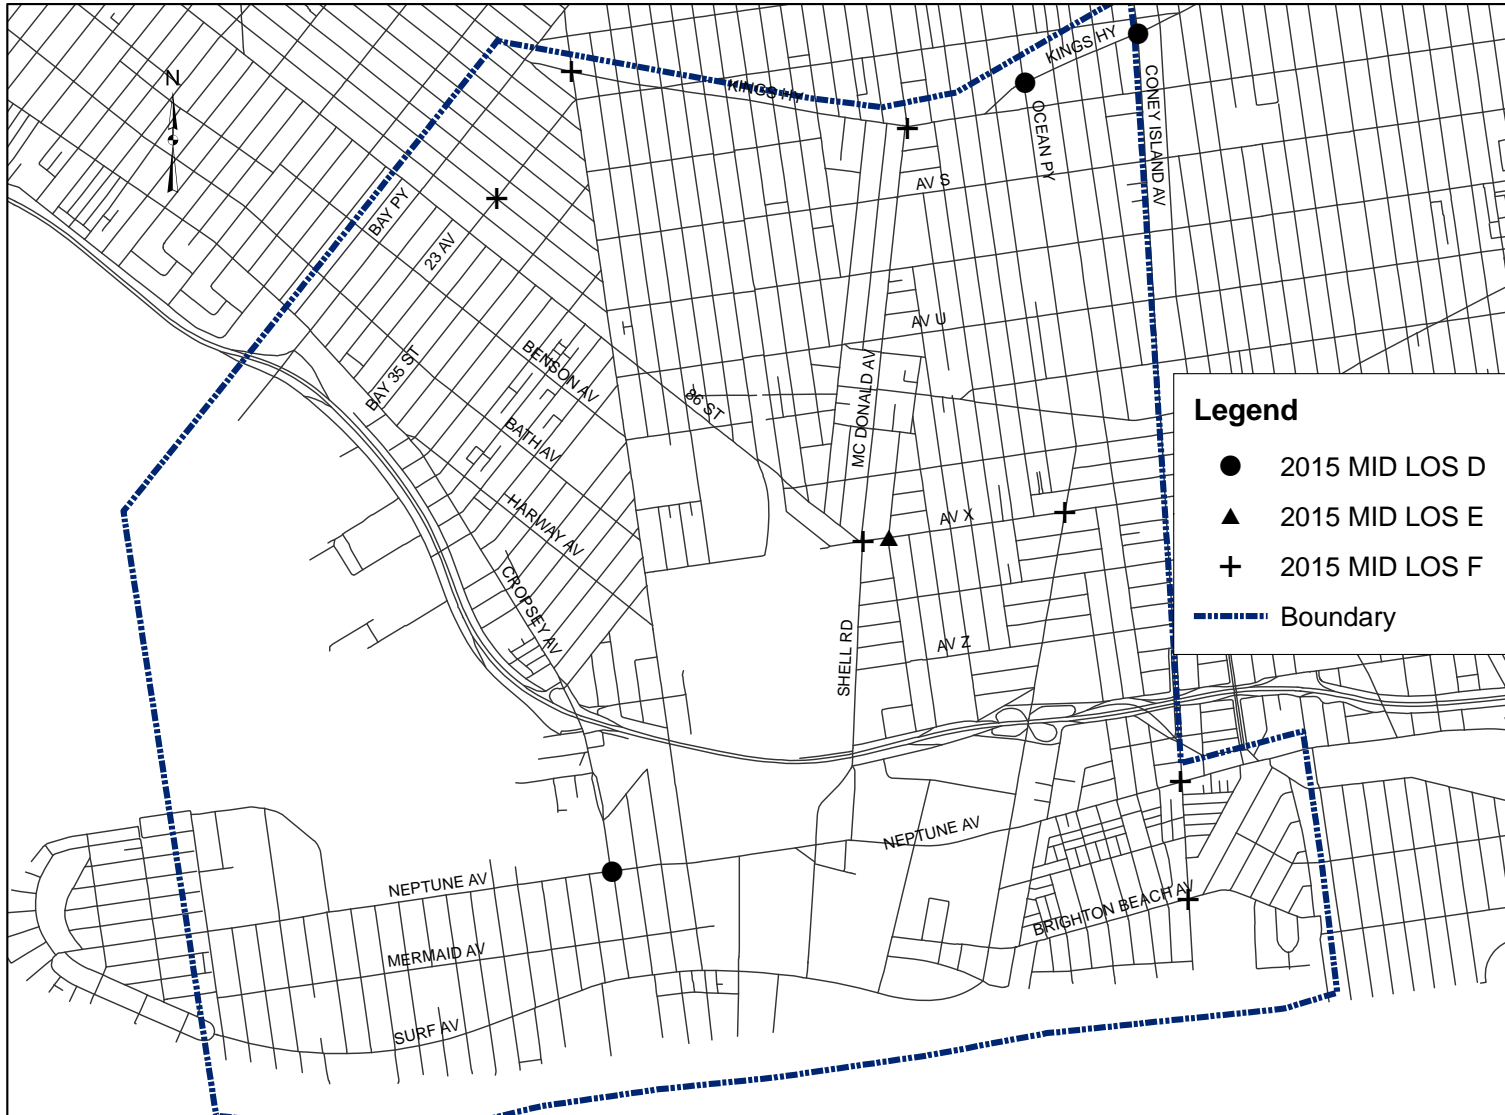 N
KINGS HY
KINGS HY
CONEY ISLAND AV
OCEAN PY
AV S
BAY PY
23 AV
AV U
BENSON AV
BAY 35 ST
MC DONALD AV
86 ST
BATH AV
HARWAY AV
AV X
CROPSEY AV
AV Z
SHELL RD
NEPTUNE AV
NEPTUNE AV
BRIGHTON BEACH AV
MERMAID AV
SURF AV
Legend
2015 MID LOS D
2015 MID LOS E
2015 MID LOS F
Boundary